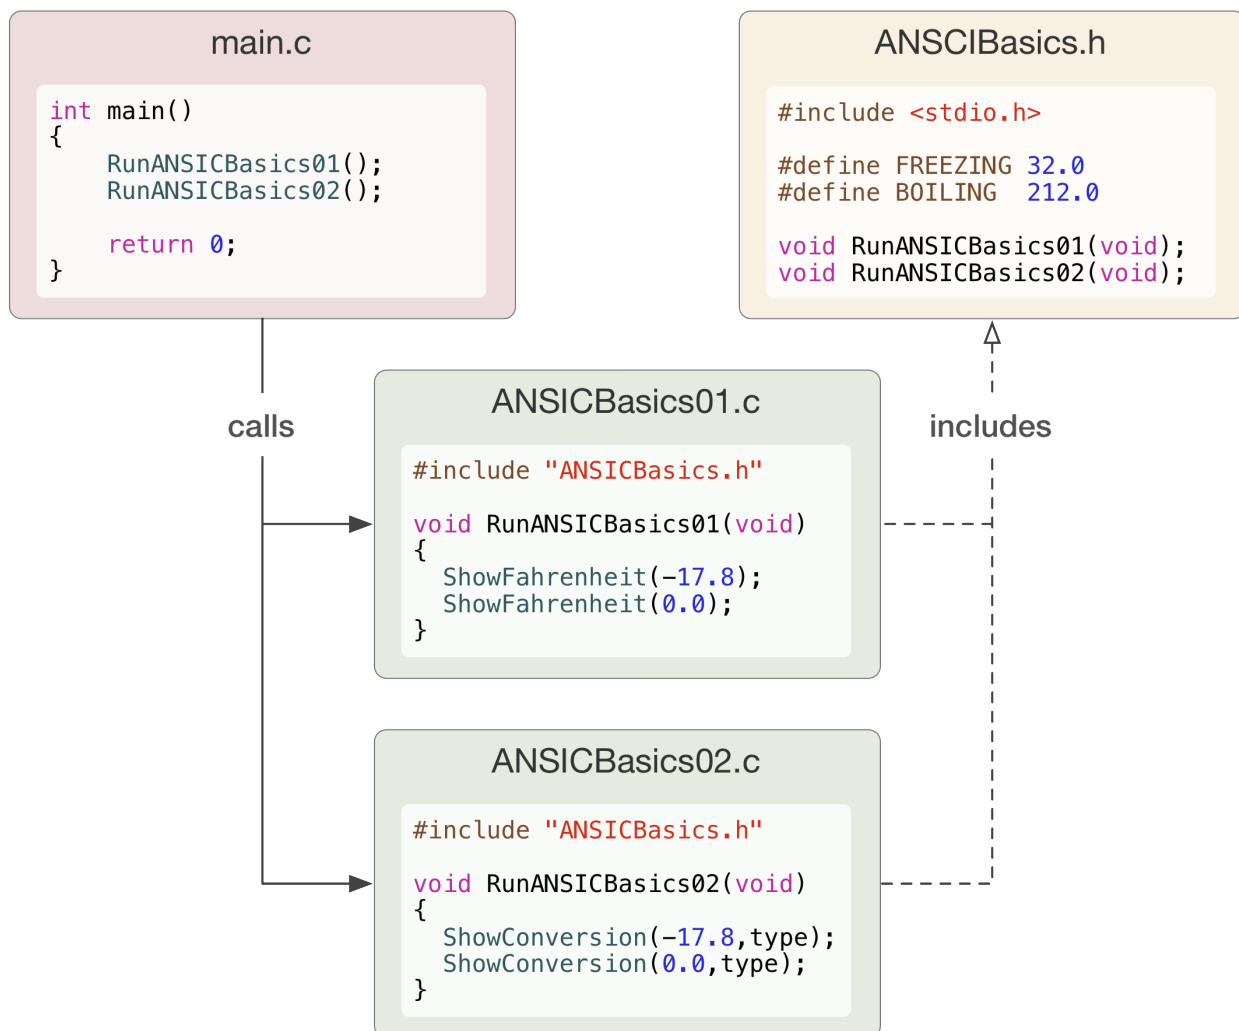 main.c
int main()
{
    RunANSICBasics01();
    RunANSICBasics02();
    return 0;
}
ANSCIBasics.h
#include <stdio.h>
#define FREEZING 32.0
#define BOILING  212.0
void RunANSICBasics01(void);
void RunANSICBasics02(void);
calls
includes
ANSICBasics01.c
#include "ANSICBasics.h"
void RunANSICBasics01(void)
{
  ShowFahrenheit(-17.8);
  ShowFahrenheit(0.0);
}
ANSICBasics02.c
#include "ANSICBasics.h"
void RunANSICBasics02(void)
{
  ShowConversion(-17.8,type);
  ShowConversion(0.0,type);
}